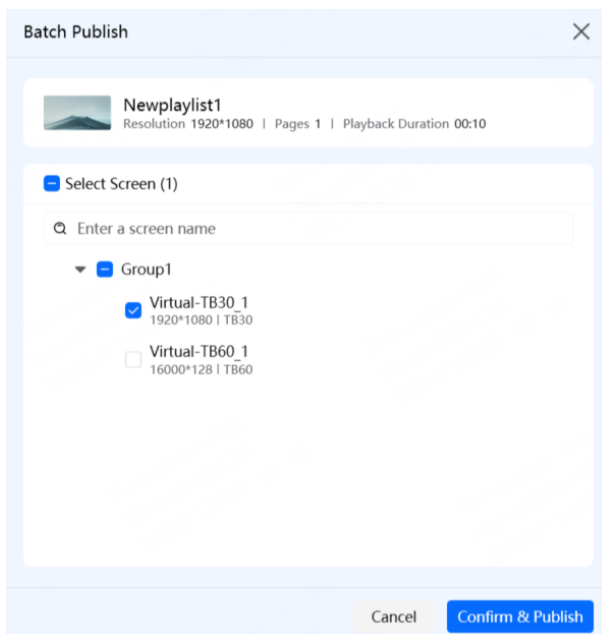 Batch Publish
Newplaylist1
Resolution 1920*1080 | Pages 1 | Playback Duration 00:10
Select Screen (1)
Enter a screen name
Group1
Virtual-TB30_1
1920*1080 | TB30
Virtual-TB60_1
16000*128 | TB60
Cancel
Confirm & Publish